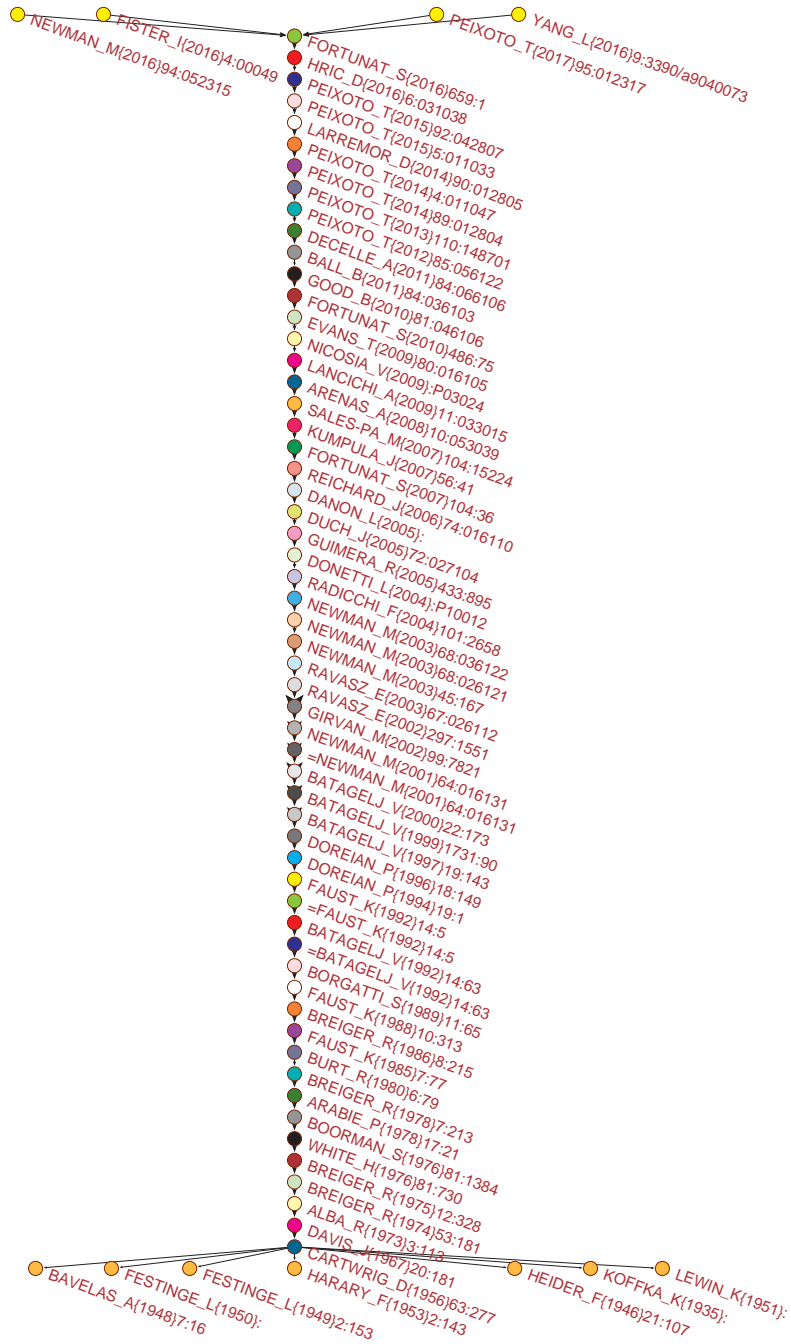 NEWMAN_M{2016}94:052315
FISTER_I{2016}4:00049
PEIXOTO_T{2017}95:012317
YANG_L{2016}9:3390/a9040073
FORTUNAT_S{2016}659:1
HRIC_D{2016}6:031038
PEIXOTO_T{2015}92:042807
PEIXOTO_T{2015}5:011033
LARREMOR_D{2014}90:012805
PEIXOTO_T{2014}4:011047
PEIXOTO_T{2014}89:012804
PEIXOTO_T{2013}110:148701
PEIXOTO_T{2012}85:056122
DECELLE_A{2011}84:066106
BALL_B{2011}84:036103
GOOD_B{2010}81:046106
FORTUNAT_S{2010}486:75
EVANS_T{2009}80:016105
NICOSIA_V{2009}:P03024
LANCICHI_A{2009}11:033015
ARENAS_A{2008}10:053039
SALES-PA_M{2007}104:15224
KUMPULA_J{2007}56:41
FORTUNAT_S{2007}104:36
REICHARD_J{2006}74:016110
DANON_L{2005}:
DUCH_J{2005}72:027104
GUIMERA_R{2005}433:895
DONETTI_L{2004}:P10012
RADICCHI_F{2004}101:2658
NEWMAN_M{2003}68:036122
NEWMAN_M{2003}68:026121
NEWMAN_M{2003}45:167
RAVASZ_E{2003}67:026112
RAVASZ_E{2002}297:1551
GIRVAN_M{2002}99:7821
NEWMAN_M{2001}64:016131
=NEWMAN_M{2001}64:016131
BATAGELJ_V{2000}22:173
BATAGELJ_V{1999}1731:90
BATAGELJ_V{1997}19:143
DOREIAN_P{1996}18:149
DOREIAN_P{1994}19:1
FAUST_K{1992}14:5
=FAUST_K{1992}14:5
BATAGELJ_V{1992}14:63
=BATAGELJ_V{1992}14:63
BORGATTI_S{1989}11:65
FAUST_K{1988}10:313
BREIGER_R{1986}8:215
FAUST_K{1985}7:77
BURT_R{1980}6:79
BREIGER_R{1978}7:213
ARABIE_P{1978}17:21
BOORMAN_S{1976}81:1384
WHITE_H{1976}81:730
BREIGER_R{1975}12:328
BREIGER_R{1974}53:181
ALBA_R{1973}3:113
DAVIS_J{1967}20:181
CARTWRIG_D{1956}63:277
HARARY_F{1953}2:143
BAVELAS_A{1948}7:16
FESTINGE_L{1950}:
FESTINGE_L{1949}2:153
HEIDER_F{1946}21:107
KOFFKA_K{1935}:
LEWIN_K{1951}: